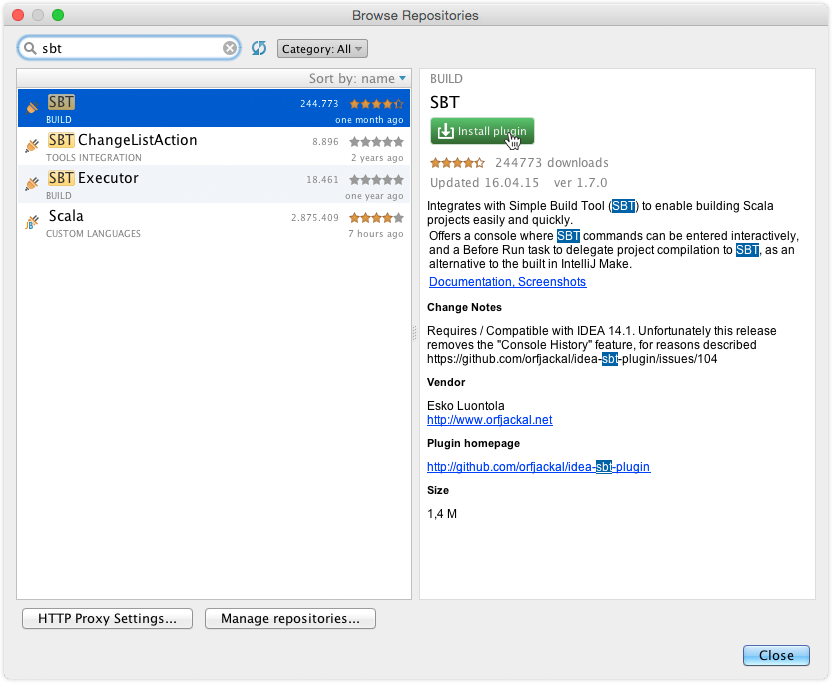 Browse Repositories
sbt
Category: All
Sort by: name
SBT
244.773
BUILD
one month ago
SBT ChangeListAction
8.896
TOOLS INTEGRATION
2 years ago
SBT Executor
18.461
BUILD
one year ago
Scala
2.875.409
CUSTOM LANGUAGES
7 hours ago
BUILD
SBT
Install plugin
244773 downloads
Updated 16.04.15 ver 1.7.0
Integrates with Simple Build Tool (SBT) to enable building Scala
projects easily and quickly.
Offers a console where SBT commands can be entered interactively,
and a Before Run task to delegate project compilation to SBT, as an
alternative to the built in IntelliJ Make.
Documentation, Screenshots
Change Notes
Requires / Compatible with IDEA 14.1. Unfortunately this release
removes the "Console History" feature, for reasons described
https://github.com/orfjackal/idea-sbt-plugin/issues/104
Vendor
Esko Luontola
http://www.orfjackal.net
Plugin homepage
http://github.com/orfjackal/idea-sbt-plugin
Size
1,4 M
HTTP Proxy Settings...
Manage repositories...
Close